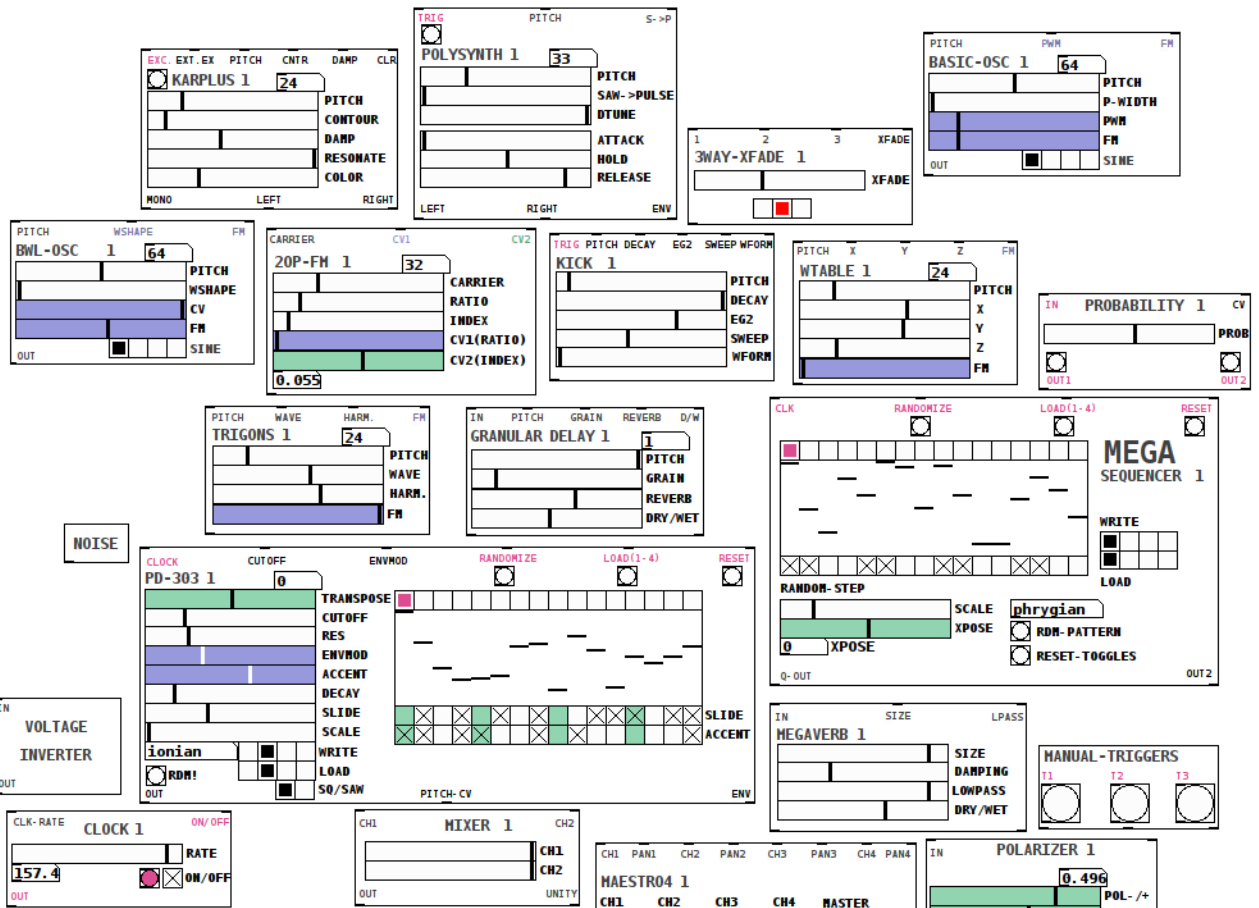 TRIG PITCH S->P
POLYSYNTH 1 33
PITCH
SAW->PULSE
DTUNE
ATTACK
HOLD
RELEASE
LEFT RIGHT ENV
EXC. EXT.EX PITCH CNTR DAMP CLR
KARPLUS 1 24
PITCH
CONTOUR
DAMP
RESONATE
COLOR
MONO LEFT RIGHT
PITCH PWM FM
BASIC-OSC 1 64
PITCH
P-WIDTH
PWM
FM
OUT SINE
1 2 3 XFADE
3WAY-XFADE 1
XFADE
PITCH WSHAPE FM
BWL-OSC 1 64
PITCH
WSHAPE
CV
FM
SINE
OUT
CARRIER CV1 CV2
2OP-FM 1 32
CARRIER
RATIO
INDEX
CV1(RATIO)
CV2(INDEX)
0.055
TRIG PITCH DECAY EG2 SWEEP WFORM
KICK 1
PITCH
DECAY
EG2
SWEEP
WFORM
PITCH X Y Z FM
WTABLE 1 24
PITCH
X
Y
Z
FM
IN PROBABILITY 1 CV
PROB
OUT1 OUT2
PITCH WAVE HARM. FM
TRIGONS 1 24
PITCH
WAVE
HARM.
FM
IN PITCH GRAIN REVERB D/W
GRANULAR DELAY 1 1
PITCH
GRAIN
REVERB
DRY/WET
CLK RANDOMIZE LOAD(1-4) RESET
MEGA
SEQUENCER 1
WRITE
LOAD
RANDOM-STEP
SCALE phrygian
XPOSE RDM-PATTERN
0 XPOSE RESET-TOGGLES
Q-OUT OUT2
NOISE
CLOCK CUTOFF ENVMOD RANDOMIZE LOAD(1-4) RESET
PD-303 1 0
TRANSPOSE
CUTOFF
RES
ENVMOD
ACCENT
DECAY
SLIDE SLIDE
SCALE ACCENT
ionian WRITE
LOAD
RDM! SQ/SAW
OUT PITCH-CV ENV
IN
VOLTAGE
INVERTER
OUT
IN SIZE LPASS
MEGAVERB 1
SIZE
DAMPING
LOWPASS
DRY/WET
MANUAL-TRIGGERS
T1 T2 T3
CLK-RATE CLOCK 1 ON/OFF
RATE
157.4 ON/OFF
OUT
CH1 MIXER 1 CH2
CH1
CH2
OUT UNITY
CH1 PAN1 CH2 PAN2 CH3 PAN3 CH4 PAN4
MAESTRO4 1
CH1 CH2 CH3 CH4 MASTER
IN POLARIZER 1
0.496
POL-/+